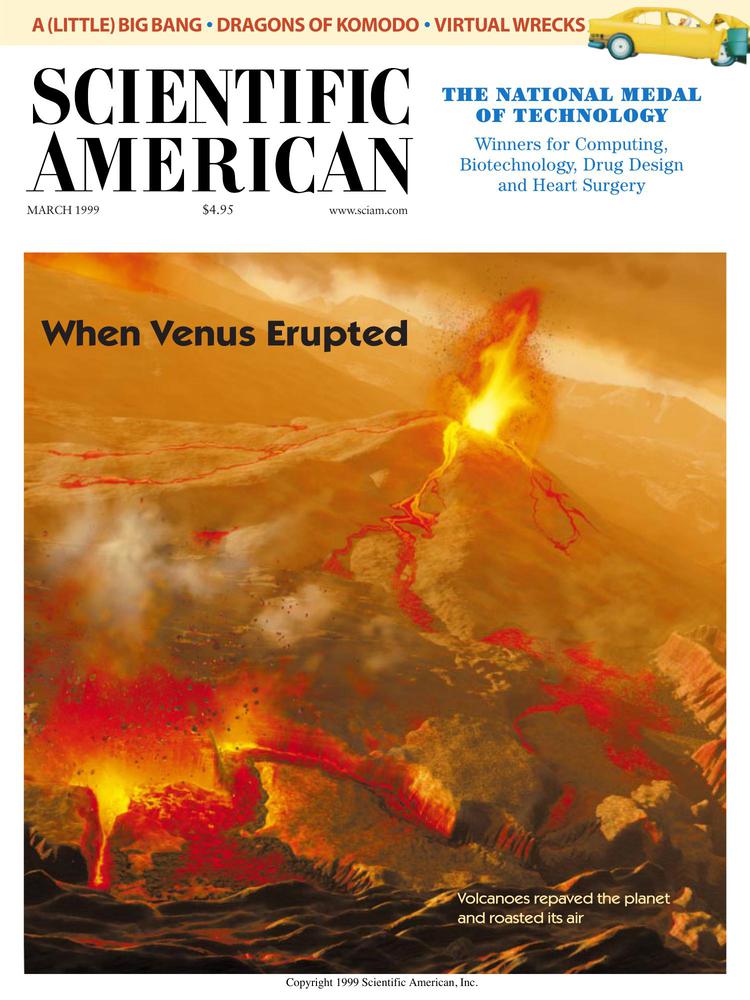 A (LITTLE) BIG BANG • DRAGONS OF KOMODO • VIRTUAL WRECKS
SCIENTIFIC
AMERICAN
MARCH 1999 $4.95 www.sciam.com
THE NATIONAL MEDAL
OF TECHNOLOGY
Winners for Computing,
Biotechnology, Drug Design
and Heart Surgery
When Venus Erupted
Volcanoes repaved the planet
and roasted its air
Copyright 1999 Scientific American, Inc.